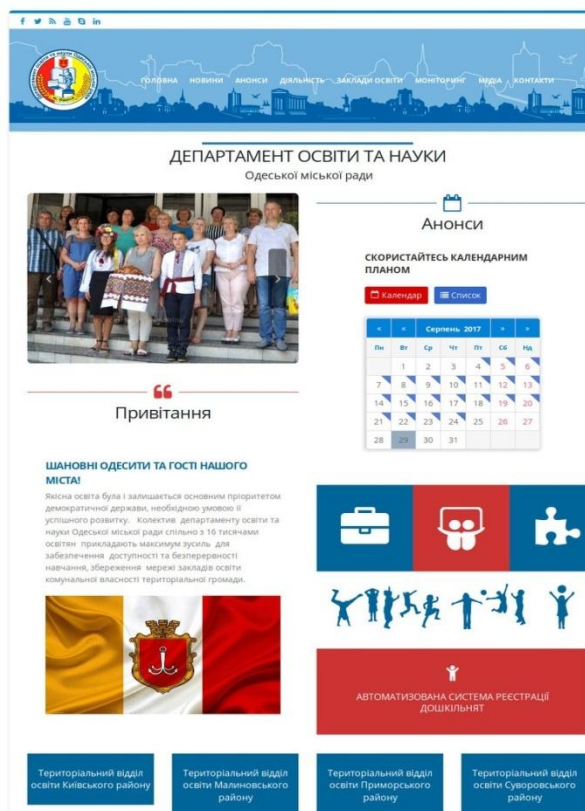 ГОЛОВНА НОВИНИ АНОНСИ ДІЯЛЬНІСТЬ ЗАКЛАДИ ОСВІТИ МОНІТОРИНГ МЕДІА КОНТАКТИ
ДЕПАРТАМЕНТ ОСВІТИ ТА НАУКИ
Одеської міської ради
Анонси
СКОРИСТАЙТЕСЬ КАЛЕНДАРНИМ
ПЛАНОМ
Календар Список
« « Серпень 2017 » »
Пн Вт Ср Чт Пт Сб Нд
1 2 3 4 5 6
7 8 9 10 11 12 13
14 15 16 17 18 19 20
21 22 23 24 25 26 27
28 29 30 31
Привітання
ШАНОВНІ ОДЕСИТИ ТА ГОСТІ НАШОГО
МІСТА!
Якісна освіта була і залишається основним пріоритетом
демократичної держави, необхідною умовою її
успішного розвитку. Колектив департаменту освіти та
науки Одеської міської ради спільно з 16 тисячами
освітян прикладають максимум зусиль для
забезпечення доступності та безперервності
навчання, збереження мережі закладів освіти
комунальної власності територіальної громади.
АВТОМАТИЗОВАНА СИСТЕМА РЕЄСТРАЦІЇ
ДОШКІЛЬНЯТ
Територіальний відділ
освіти Київського району
Територіальний відділ
освіти Малиновського
району
Територіальний відділ
освіти Приморського
району
Територіальний відділ
освіти Суворовського
району